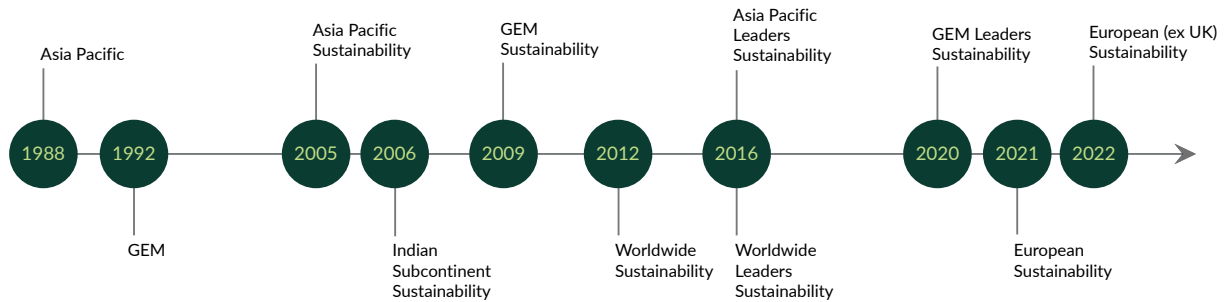 Asia Pacific
Asia Pacific
Sustainability
GEM
Sustainability
Asia Pacific
Leaders
Sustainability
GEM Leaders
Sustainability
European (ex UK)
Sustainability
1988
1992
2005
2006
2009
2012
2016
2020
2021
2022
GEM
Indian
Subcontinent
Sustainability
Worldwide
Sustainability
Worldwide
Leaders
Sustainability
European
Sustainability